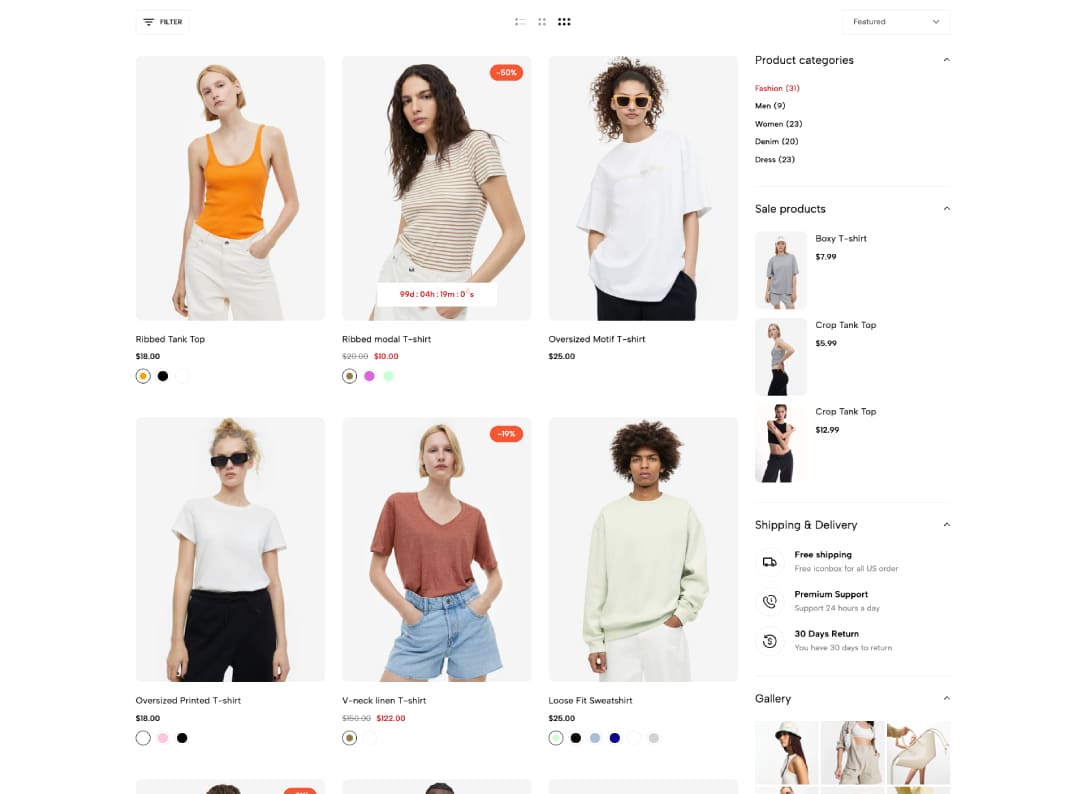 FILTER
Featured
-50%
99d : 04h : 19m : 0 s
Ribbed Tank Top
$18.00
Ribbed modal T-shirt
$20.00 $10.00
Oversized Motif T-shirt
$25.00
-19%
Oversized Printed T-shirt
$18.00
V-neck linen T-shirt
$150.00 $122.00
Loose Fit Sweatshirt
$25.00
Product categories
Fashion (31)
Men (9)
Women (23)
Denim (20)
Dress (23)
Sale products
Boxy T-shirt
$7.99
Crop Tank Top
$5.99
Crop Tank Top
$12.99
Shipping & Delivery
Free shipping
Free iconbox for all US order
Premium Support
Support 24 hours a day
30 Days Return
You have 30 days to return
Gallery